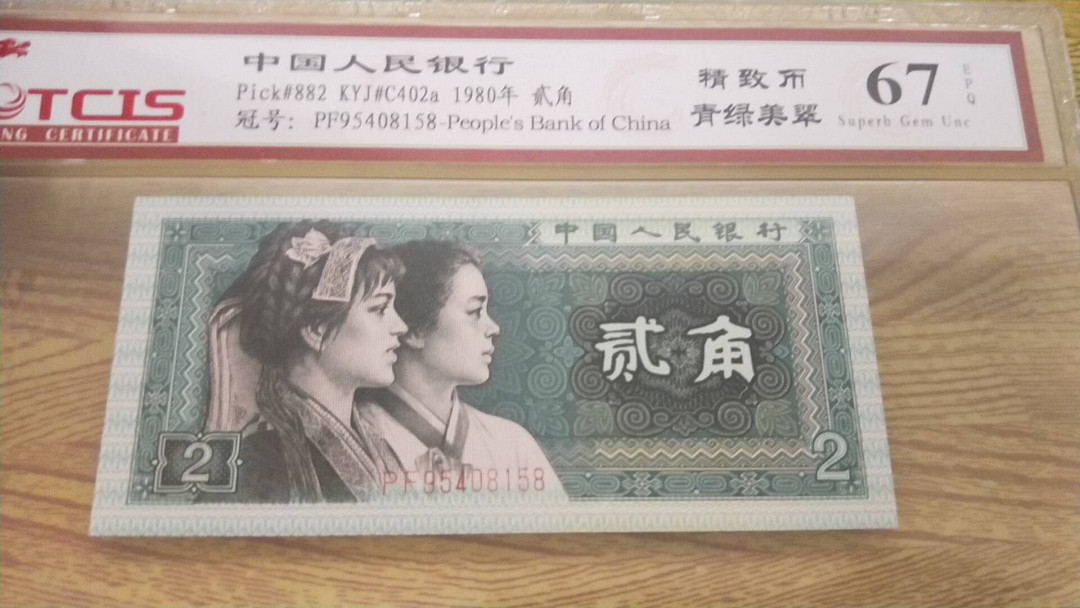 中国人民银行
Pick#882 KYJ#C402a 1980年 贰角
冠号: PF95408158-People's Bank of China
精致币
青绿美翠
67
EPQ
Superb Gem Unc
TCIS
NG CERTIFICATE
中国人民银行
贰角
2
2
PF95408158